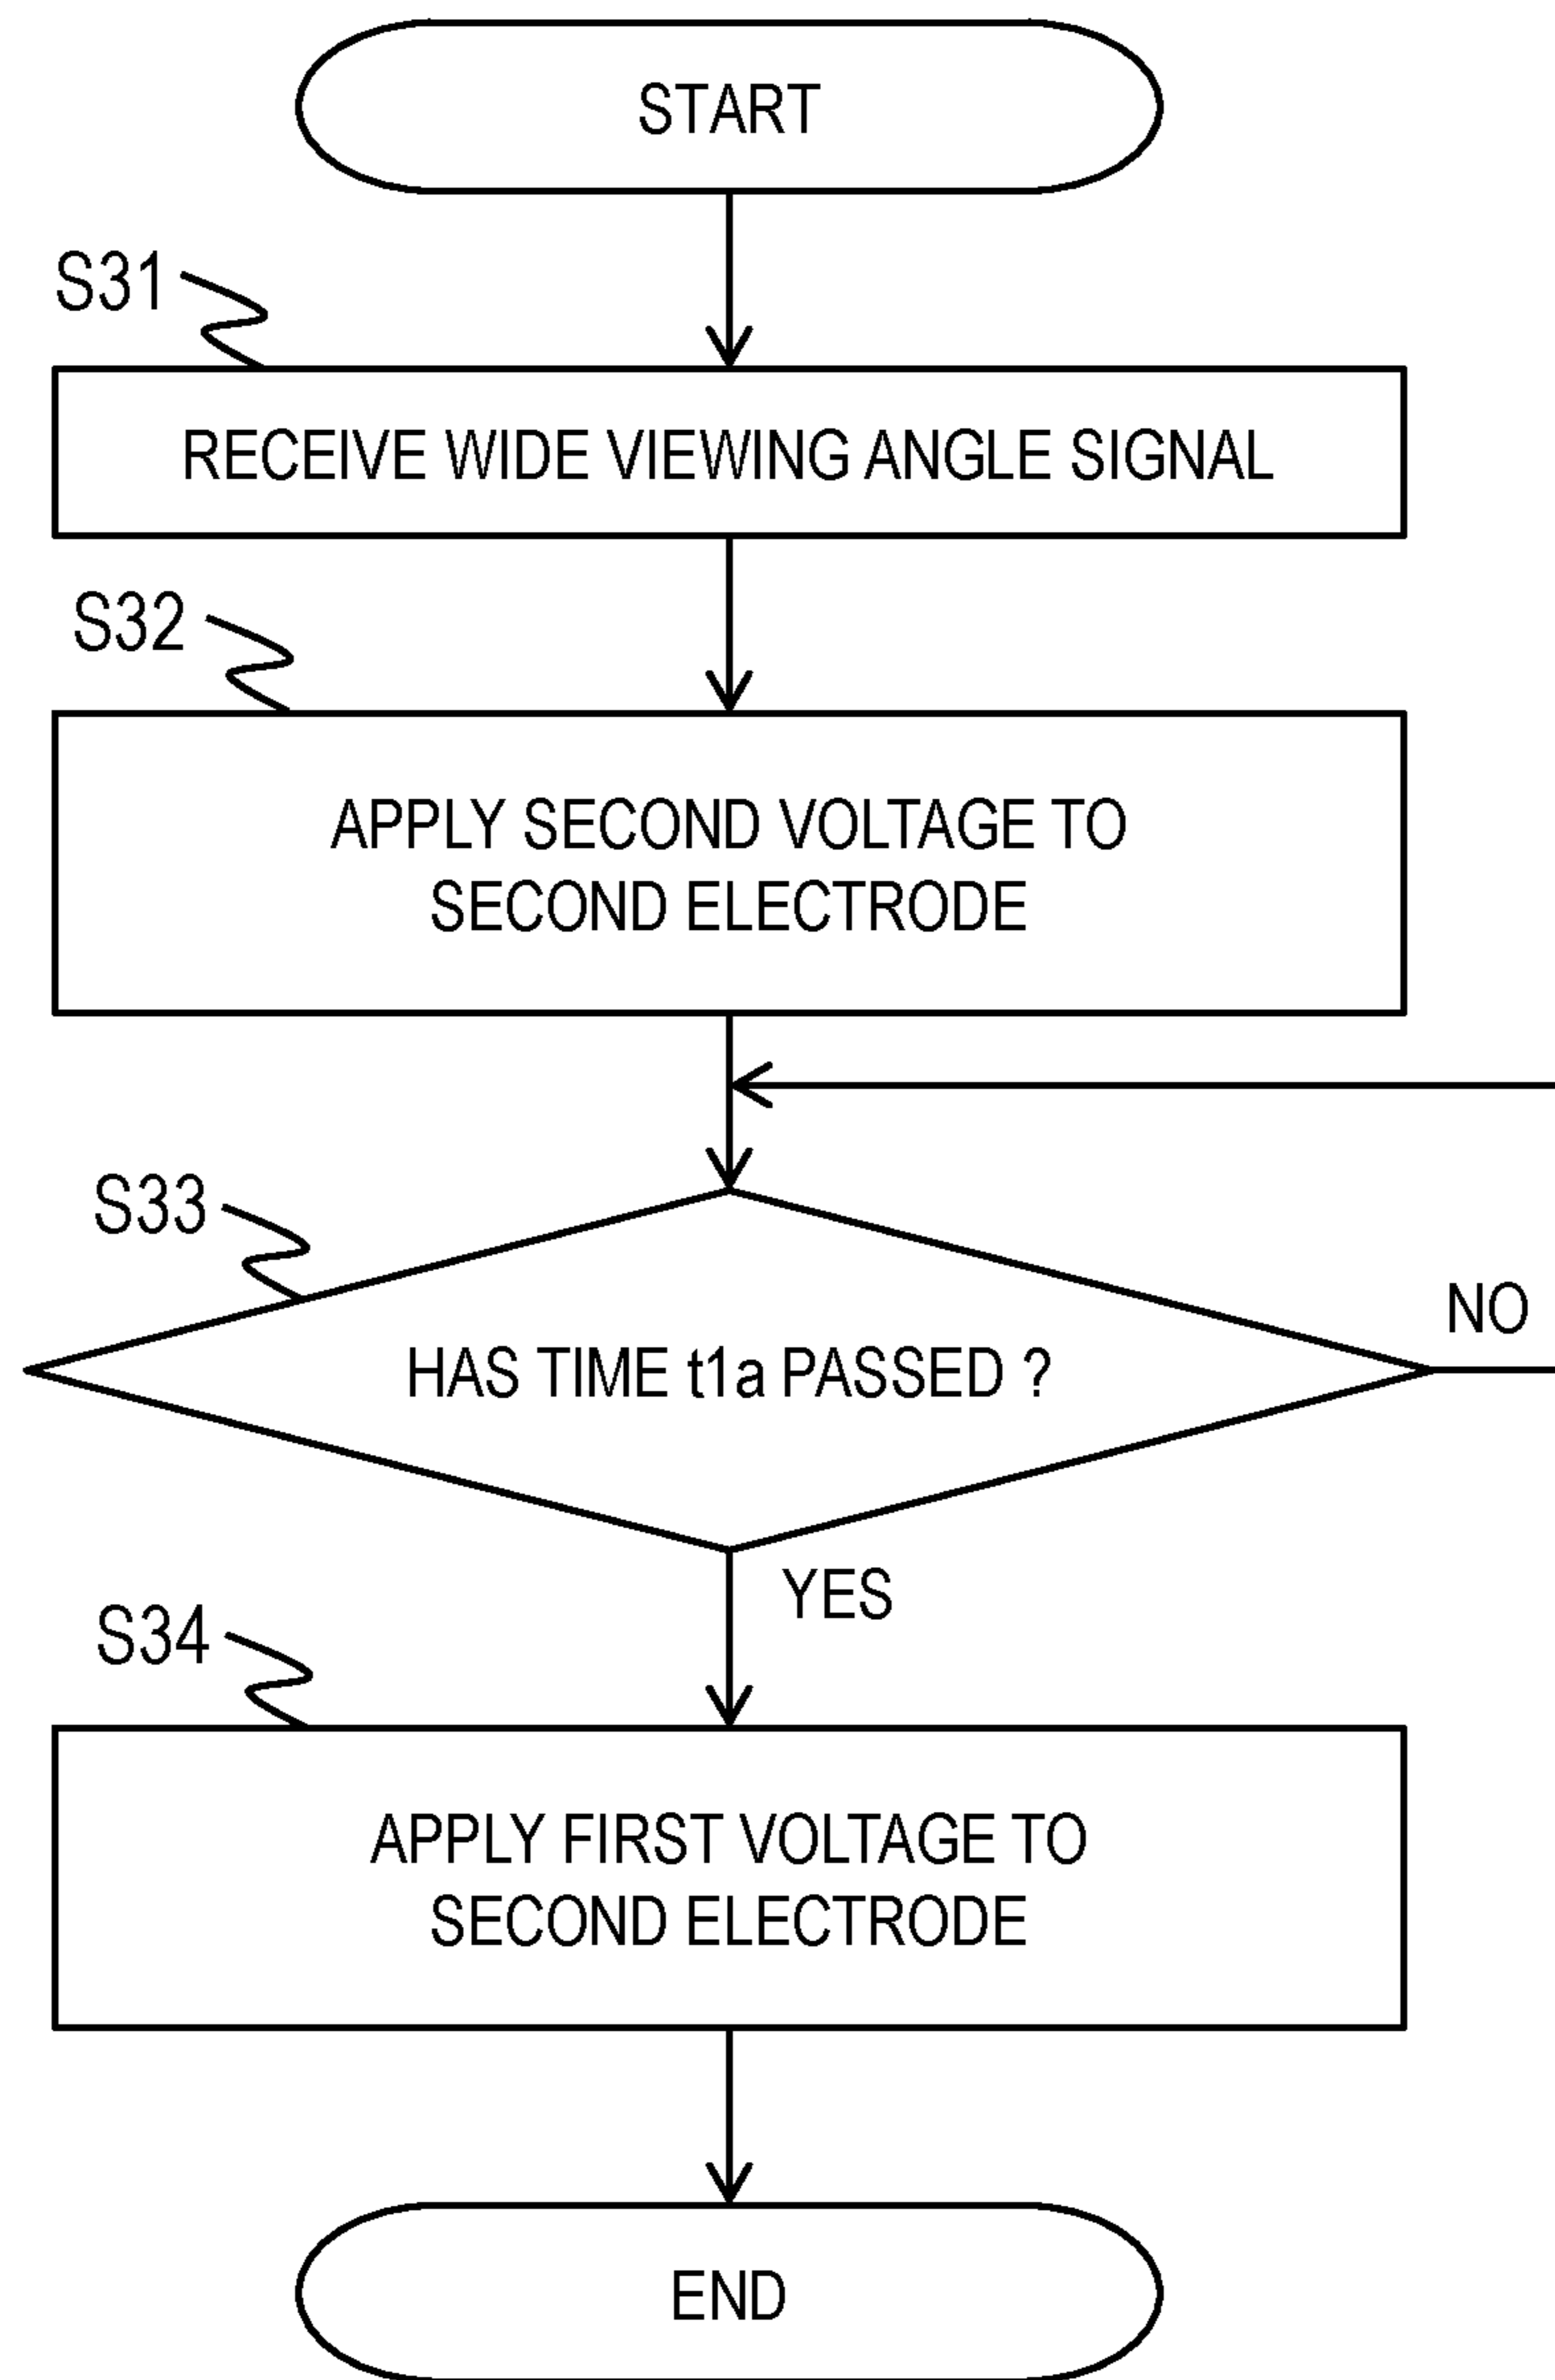 START
S31
RECEIVE WIDE VIEWING ANGLE SIGNAL
S32
APPLY SECOND VOLTAGE TO
SECOND ELECTRODE
S33
HAS TIME t1a PASSED ?
NO
YES
S34
APPLY FIRST VOLTAGE TO
SECOND ELECTRODE
END